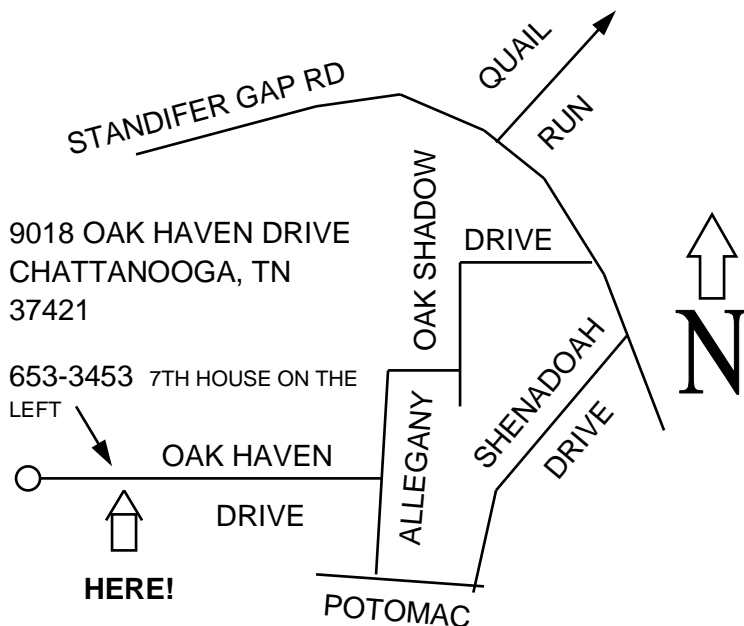 STANDIFER GAP RD
QUAIL
RUN
9018 OAK HAVEN DRIVE
CHATTANOOGA, TN
37421
OAK SHADOW
DRIVE
N
653-3453 7TH HOUSE ON THE
LEFT
SHENADOAH
DRIVE
ALLEGANY
OAK HAVEN
DRIVE
HERE!
POTOMAC